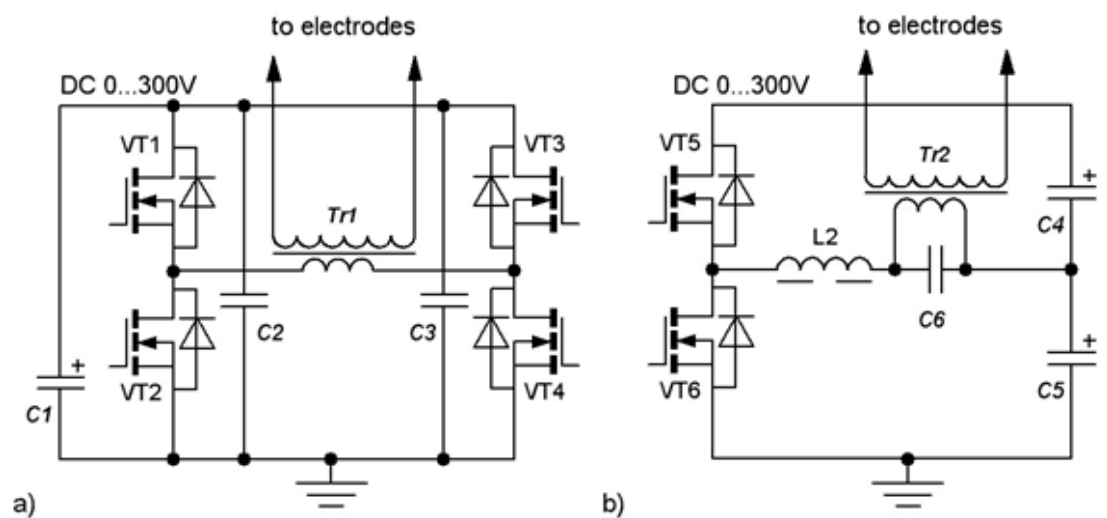 to electrodes
DC 0...300V
VT1
VT3
Tr1
C2
C3
C1
VT2
VT4
a)
to electrodes
DC 0...300V
VT5
Tr2
C4
L2
C6
VT6
C5
b)
+
+
+